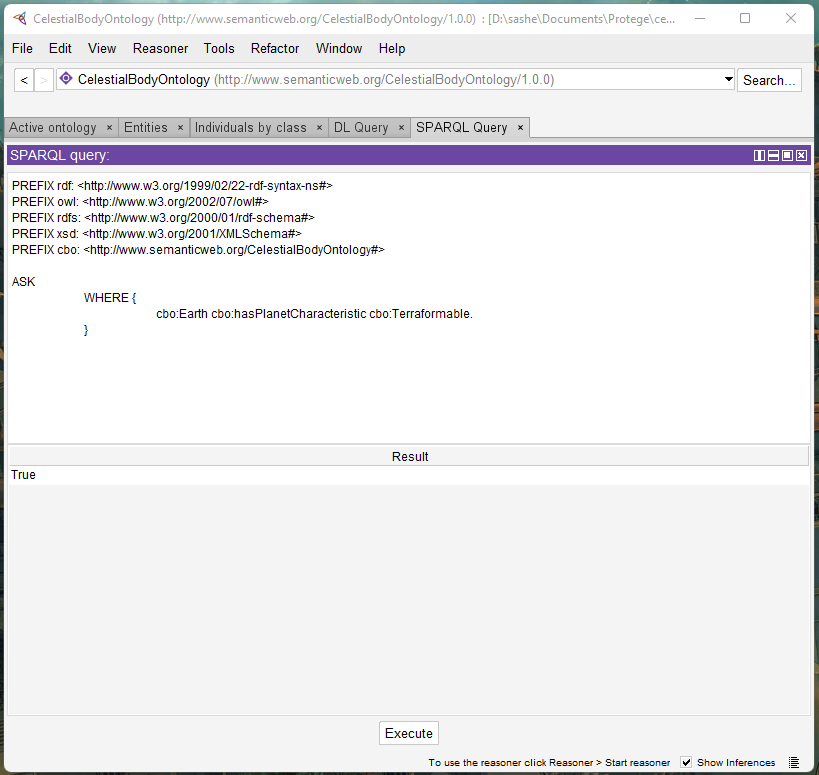 CelestialBodyOntology (http://www.semanticweb.org/CelestialBodyOntology/1.0.0) : [D:\sashe\Documents\Protege\ce...
File Edit View Reasoner Tools Refactor Window Help
< > CelestialBodyOntology (http://www.semanticweb.org/CelestialBodyOntology/1.0.0) Search...
Active ontology × Entities × Individuals by class × DL Query × SPARQL Query ×
SPARQL query:
PREFIX rdf: <http://www.w3.org/1999/02/22-rdf-syntax-ns#>
PREFIX owl: <http://www.w3.org/2002/07/owl#>
PREFIX rdfs: <http://www.w3.org/2000/01/rdf-schema#>
PREFIX xsd: <http://www.w3.org/2001/XMLSchema#>
PREFIX cbo: <http://www.semanticweb.org/CelestialBodyOntology#>
ASK
WHERE {
cbo:Earth cbo:hasPlanetCharacteristic cbo:Terraformable.
}
Result
True
Execute
To use the reasoner click Reasoner > Start reasoner Show Inferences